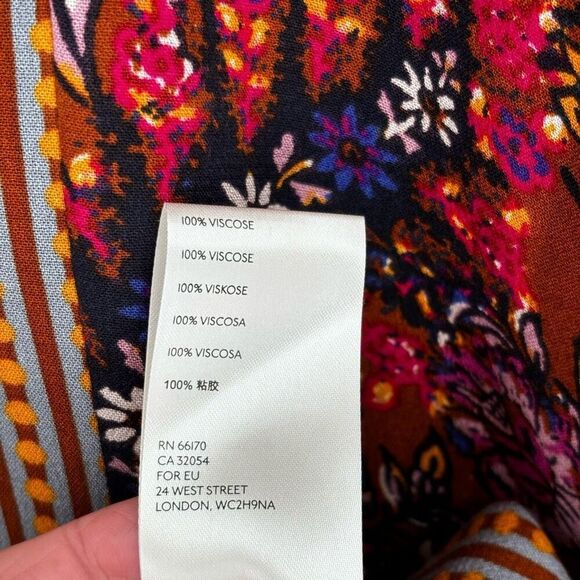 100% VISCOSE
100% VISCOSE
100% VISKOSE
100% VISCOSA
100% VISCOSA
100% 粘胶
RN 66170
CA 32054
FOR EU
24 WEST STREET
LONDON, WC2H9NA